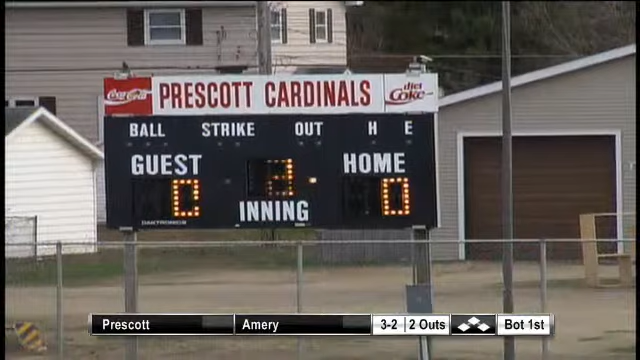 Coca-Cola PRESCOTT CARDINALS diet Coke
BALL STRIKE OUT H E
GUEST HOME
0 2 0
INNING
DAKTRONICS
Prescott Amery 3-2 2 Outs Bot 1st